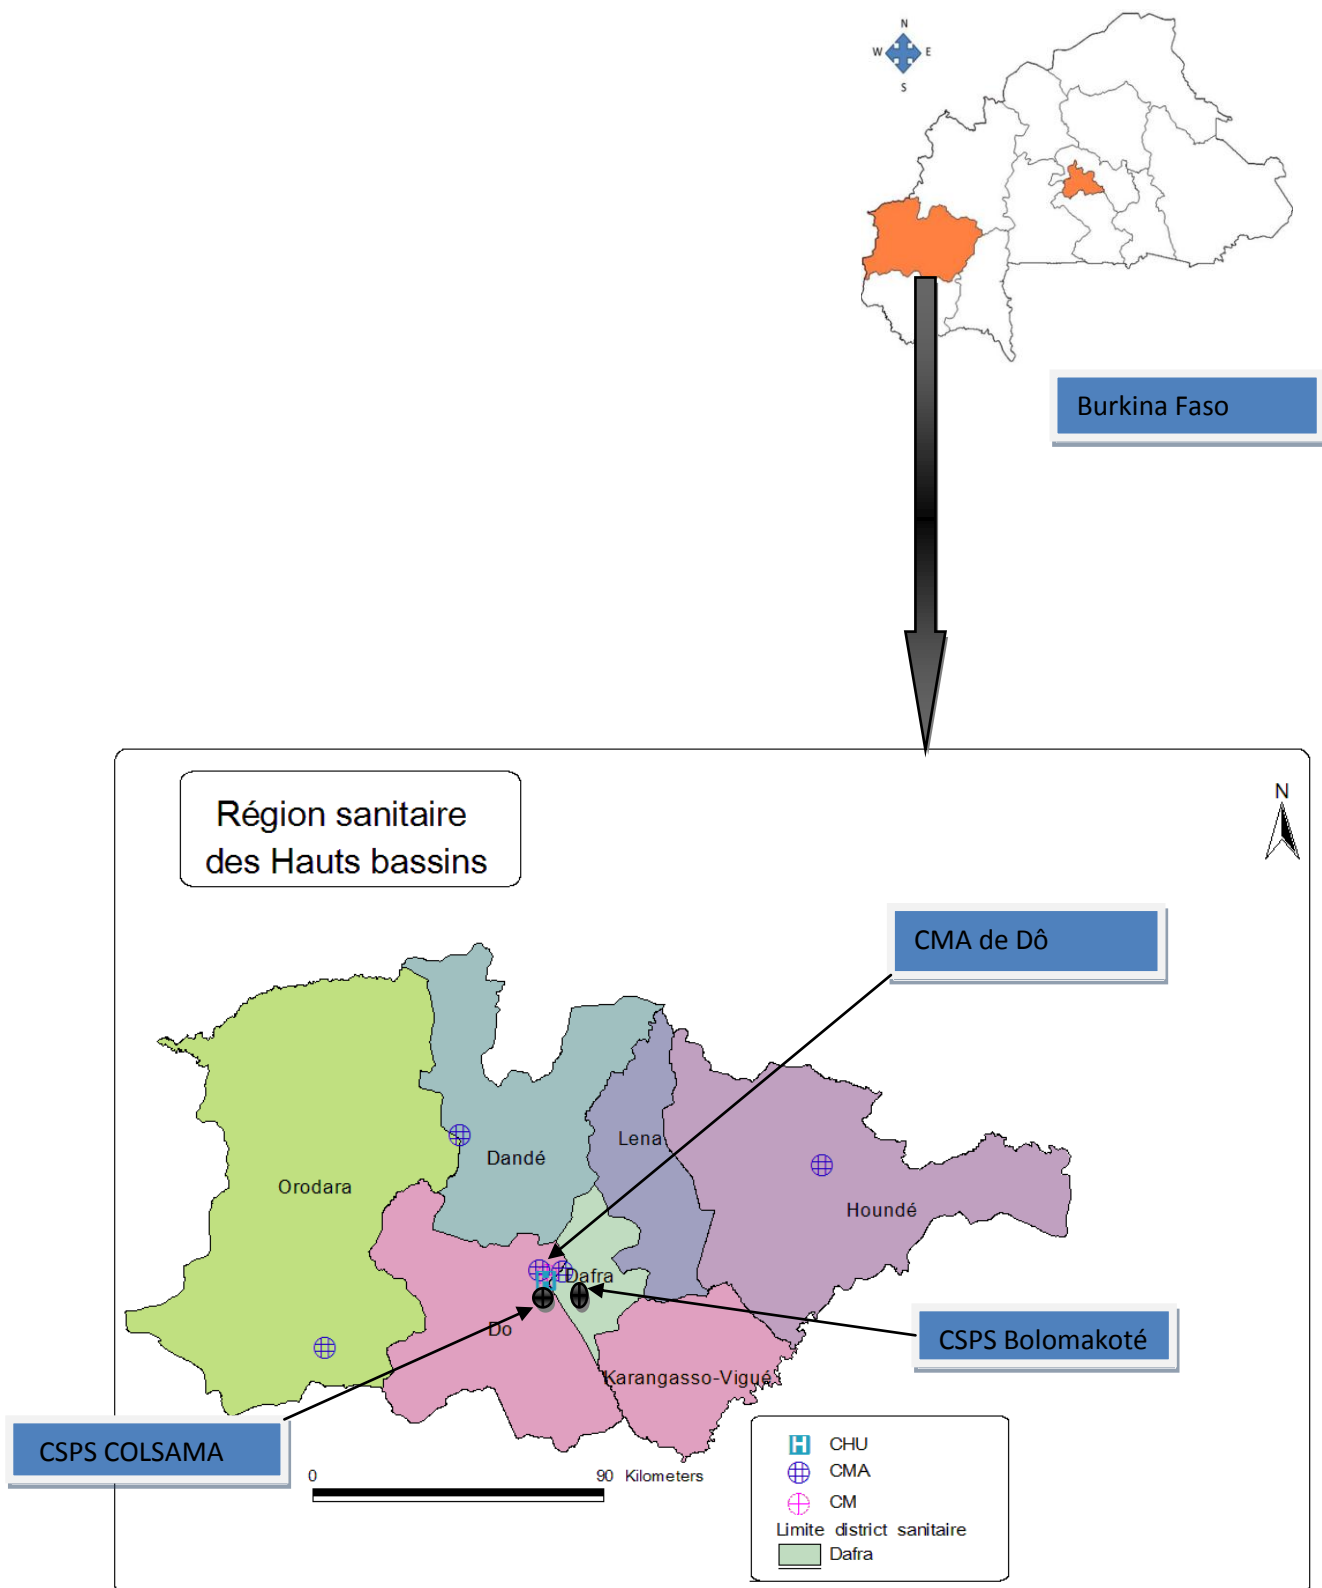 N
W E
S
Burkina Faso
Région sanitaire
des Hauts bassins
N
CMA de Dô
Lena
Dandé
Orodara
Houndé
Dafra
Do
CSPS Bolomakoté
Karangasso-Vigué
CSPS COLSAMA
0 90 Kilometers
H CHU
CMA
CM
Limite district sanitaire
Dafra